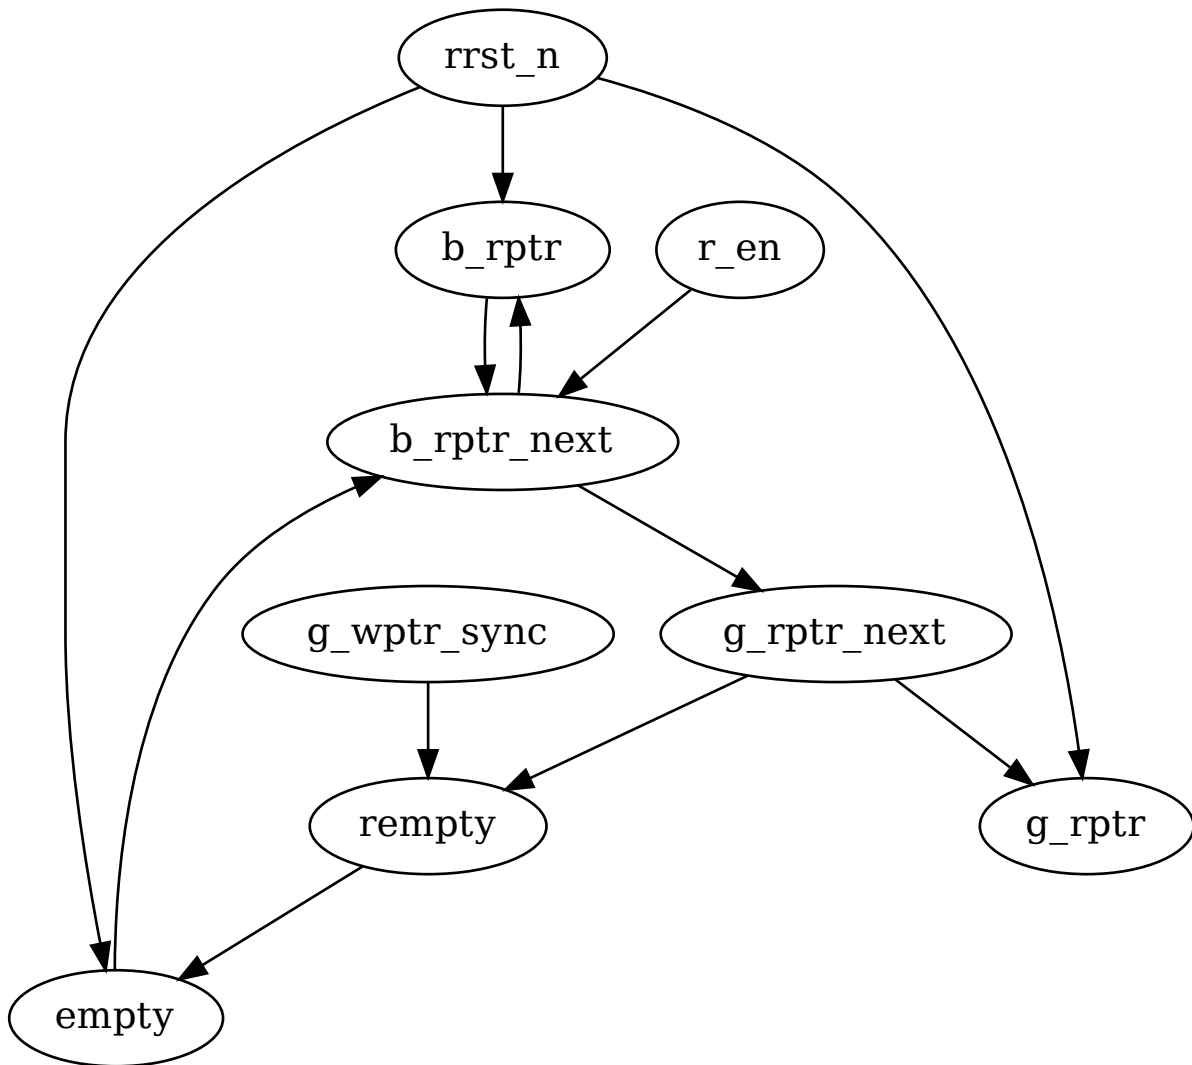 rrst_n
b_rptr
r_en
b_rptr_next
g_wptr_sync
g_rptr_next
rempty
g_rptr
empty